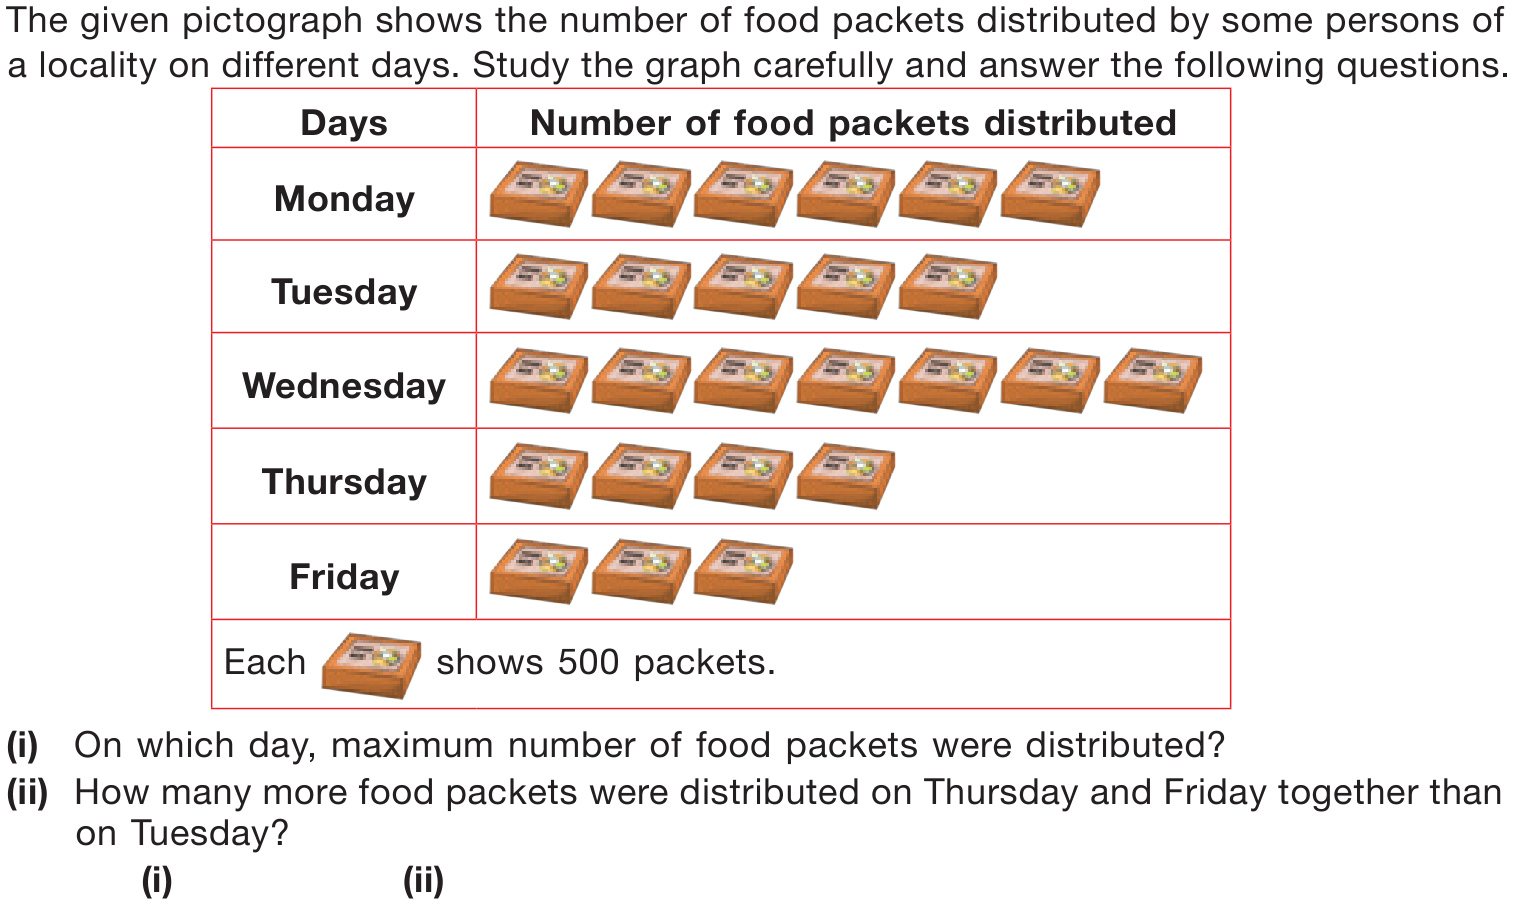 The given pictograph shows the number of food packets distributed by some persons of
a locality on different days. Study the graph carefully and answer the following questions.
Days Number of food packets distributed
Monday
Tuesday
Wednesday
Thursday
Friday
Each shows 500 packets.
(i) On which day, maximum number of food packets were distributed?
(ii) How many more food packets were distributed on Thursday and Friday together than
on Tuesday?
(i) (ii)